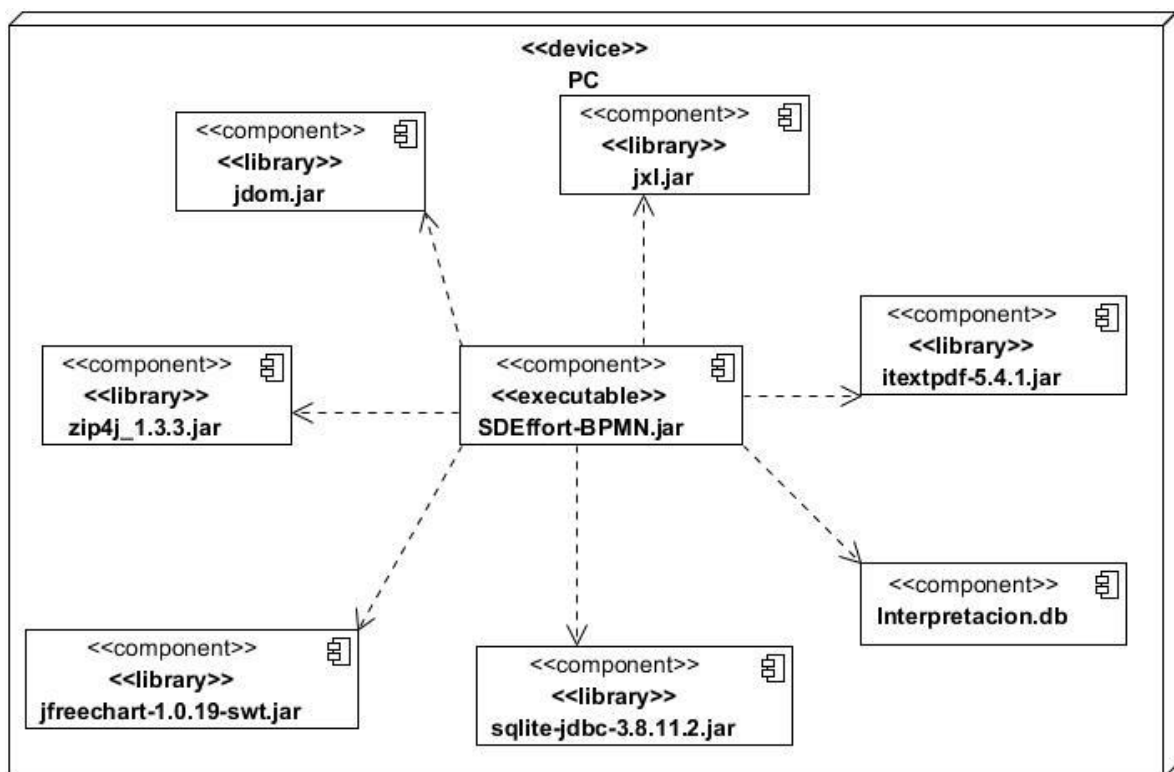 <<device>>
PC
<<component>>
<<library>>
jdom.jar
<<component>>
<<library>>
jxl.jar
<<component>>
<<library>>
itextpdf-5.4.1.jar
<<component>>
<<library>>
zip4j_1.3.3.jar
<<component>>
<<executable>>
SDEffort-BPMN.jar
<<component>>
Interpretacion.db
<<component>>
<<library>>
jfreechart-1.0.19-swt.jar
<<component>>
<<library>>
sqlite-jdbc-3.8.11.2.jar